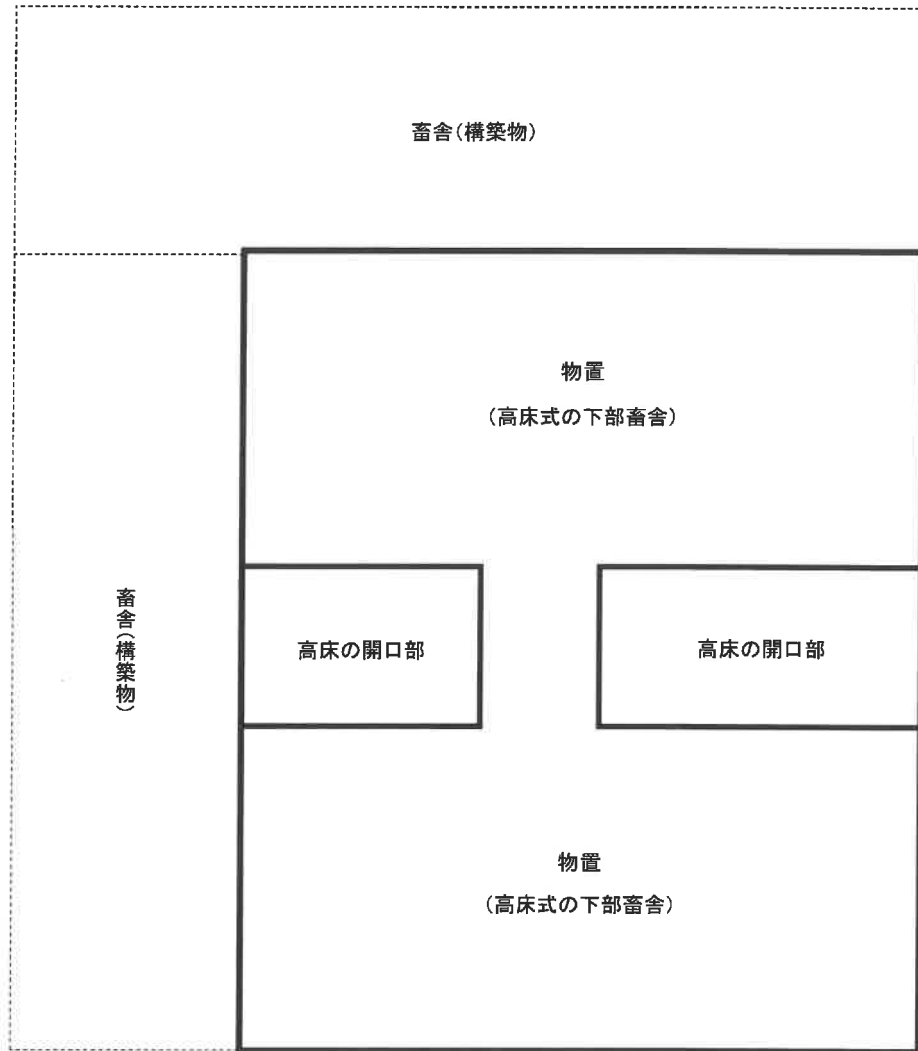 畜舎(構築物)
物置
(高床式の下部畜舎)
畜舎(構築物)
高床の開口部
高床の開口部
物置
(高床式の下部畜舎)